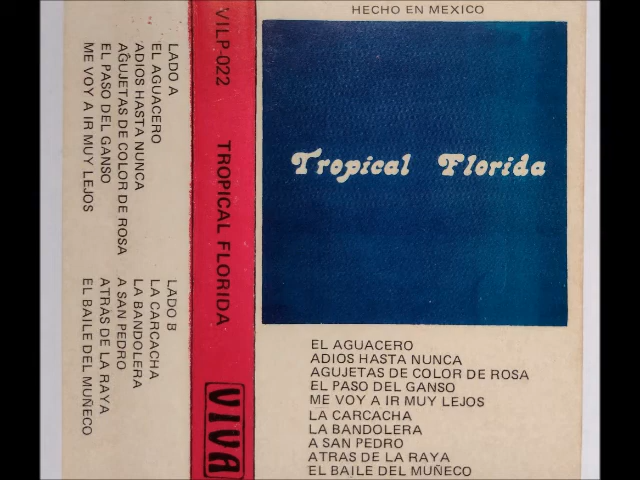 HECHO EN MEXICO
Tropical Florida
EL AGUACERO
ADIOS HASTA NUNCA
AGUJETAS DE COLOR DE ROSA
EL PASO DEL GANSO
ME VOY A IR MUY LEJOS
LA CARCACHA
LA BANDOLERA
A SAN PEDRO
ATRAS DE LA RAYA
EL BAILE DEL MUÑECO
VILP-022 TROPICAL FLORIDA VIVA
LADO A
EL AGUACERO
ADIOS HASTA NUNCA
AGUJETAS DE COLOR DE ROSA
EL PASO DEL GANSO
ME VOY A IR MUY LEJOS
LADO B
LA CARCACHA
LA BANDOLERA
A SAN PEDRO
ATRAS DE LA RAYA
EL BAILE DEL MUÑECO